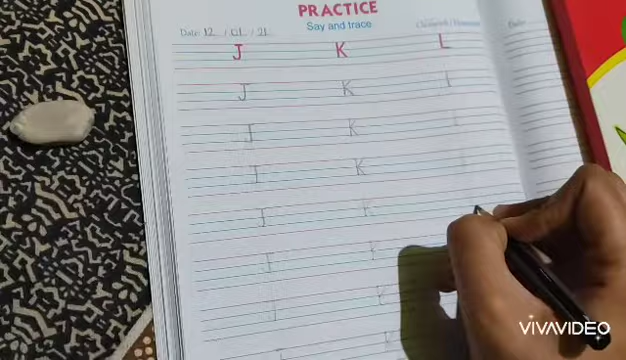 PRACTICE
Say and trace
Date: 12 / 01 / 21
J K L
J K L
J K
J K
J K
J K
J K
VIVAVIDEO